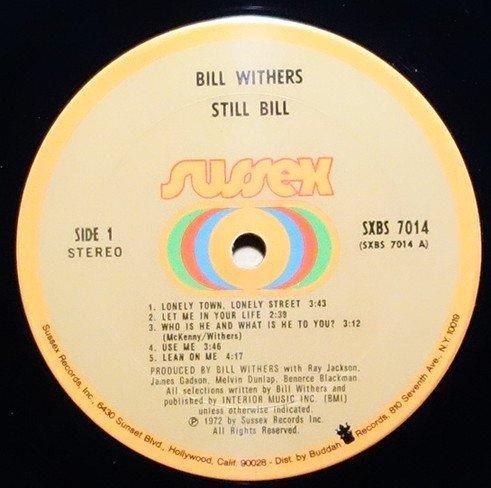 BILL WITHERS
STILL BILL
sussex
SIDE 1
STEREO
SXBS 7014
(SXBS 7014 A)
1. LONELY TOWN, LONELY STREET 3:43
2. LET ME IN YOUR LIFE 2:39
3. WHO IS HE AND WHAT IS HE TO YOU? 3:12
(McKenny/Withers)
4. USE ME 3:46
5. LEAN ON ME 4:17
PRODUCED BY BILL WITHERS with Ray Jackson,
James Gadson, Melvin Dunlap, Benorce Blackman.
All selections written by Bill Withers and
published by INTERIOR MUSIC INC. (BMI)
unless otherwise indicated.
℗ 1972 by Sussex Records Inc.
All Rights Reserved.
Sussex Records, Inc., 6430 Sunset Blvd., Hollywood, Calif. 90028 - Dist. by Buddah Records, 810 Seventh Ave., N.Y. 10019